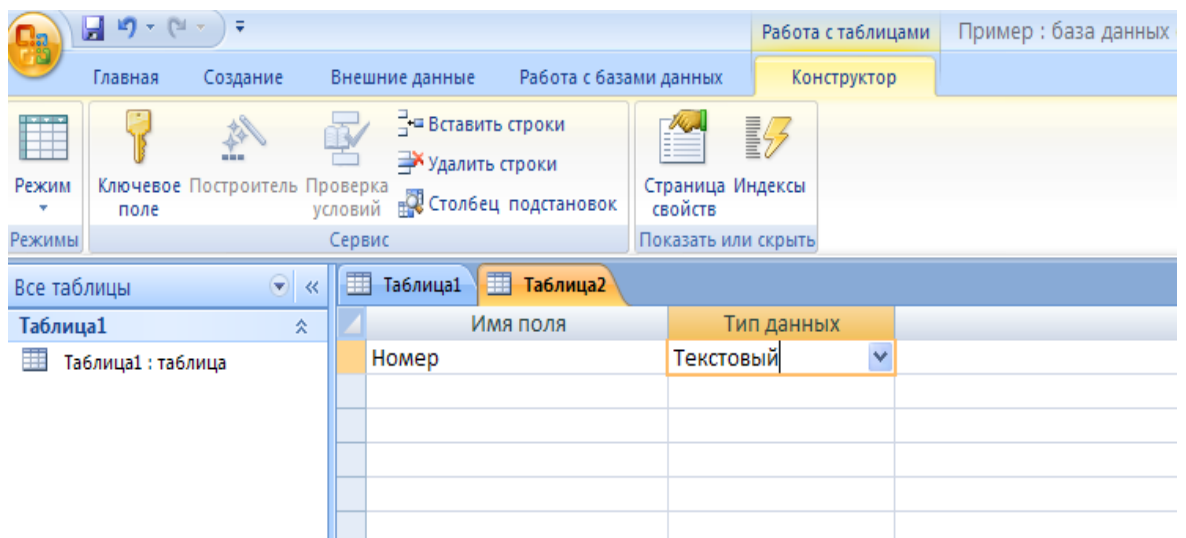 Работа с таблицами
Пример : база данных
Главная
Создание
Внешние данные
Работа с базами данных
Конструктор
Режим
Ключевое
поле
Построитель
Проверка
условий
Вставить строки
Удалить строки
Столбец подстановок
Страница
свойств
Индексы
Режимы
Сервис
Показать или скрыть
Все таблицы
Таблица1
Таблица2
Таблица1
Таблица1 : таблица
Имя поля
Тип данных
Номер
Текстовый